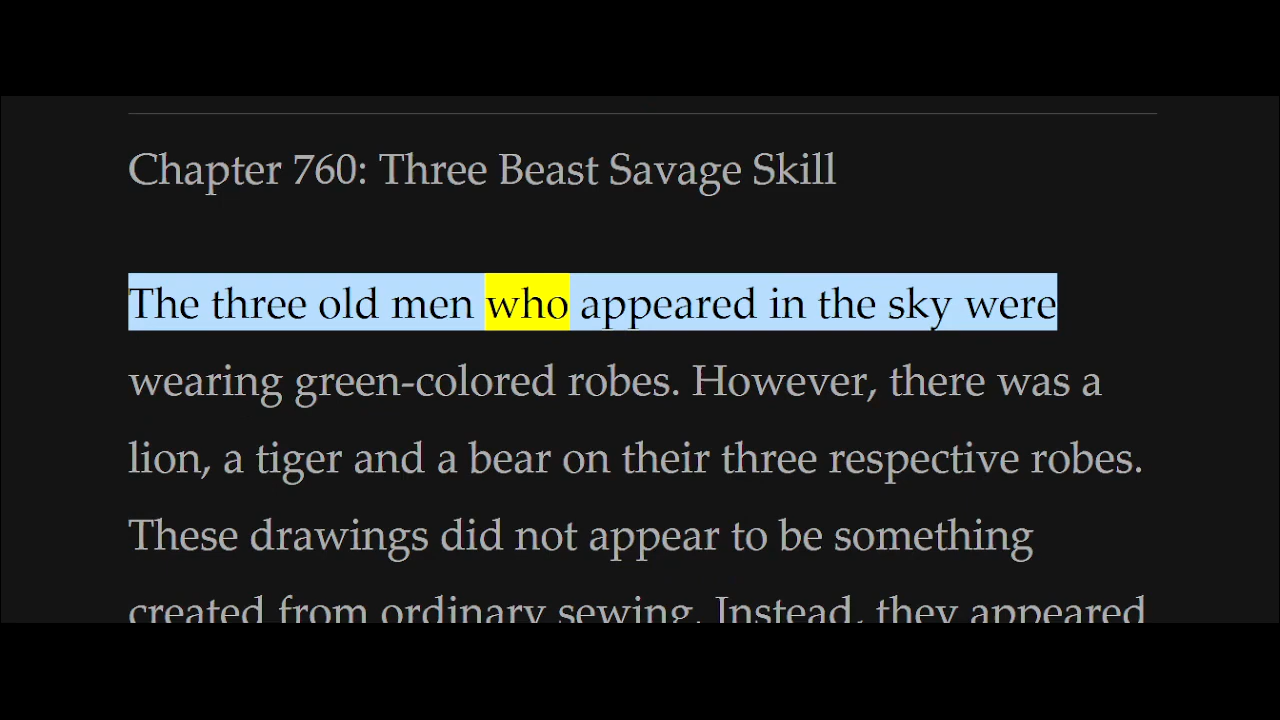 Chapter 760: Three Beast Savage Skill
The three old men who appeared in the sky were
wearing green-colored robes. However, there was a
lion, a tiger and a bear on their three respective robes.
These drawings did not appear to be something
created from ordinary sewing. Instead, they appeared